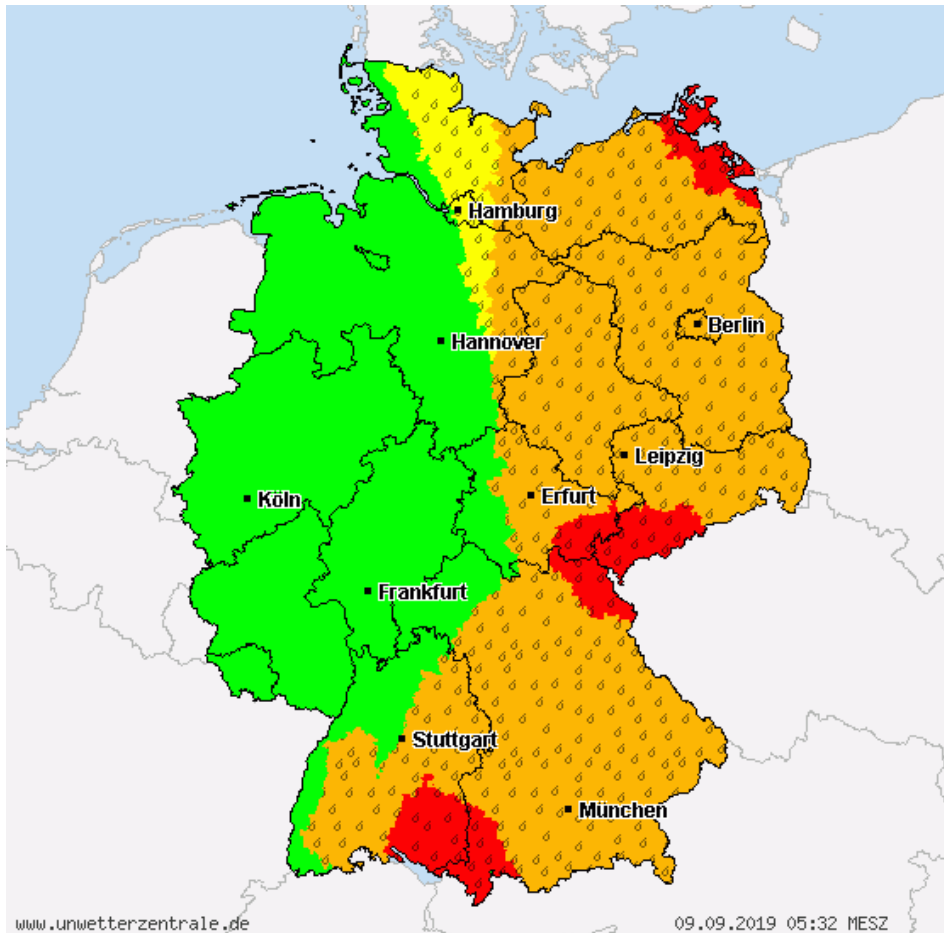 Hamburg
Berlin
Hannover
Leipzig
Erfurt
Köln
Frankfurt
Stuttgart
München
www.unwetterzentrale.de
09.09.2019 05:32 MESZ